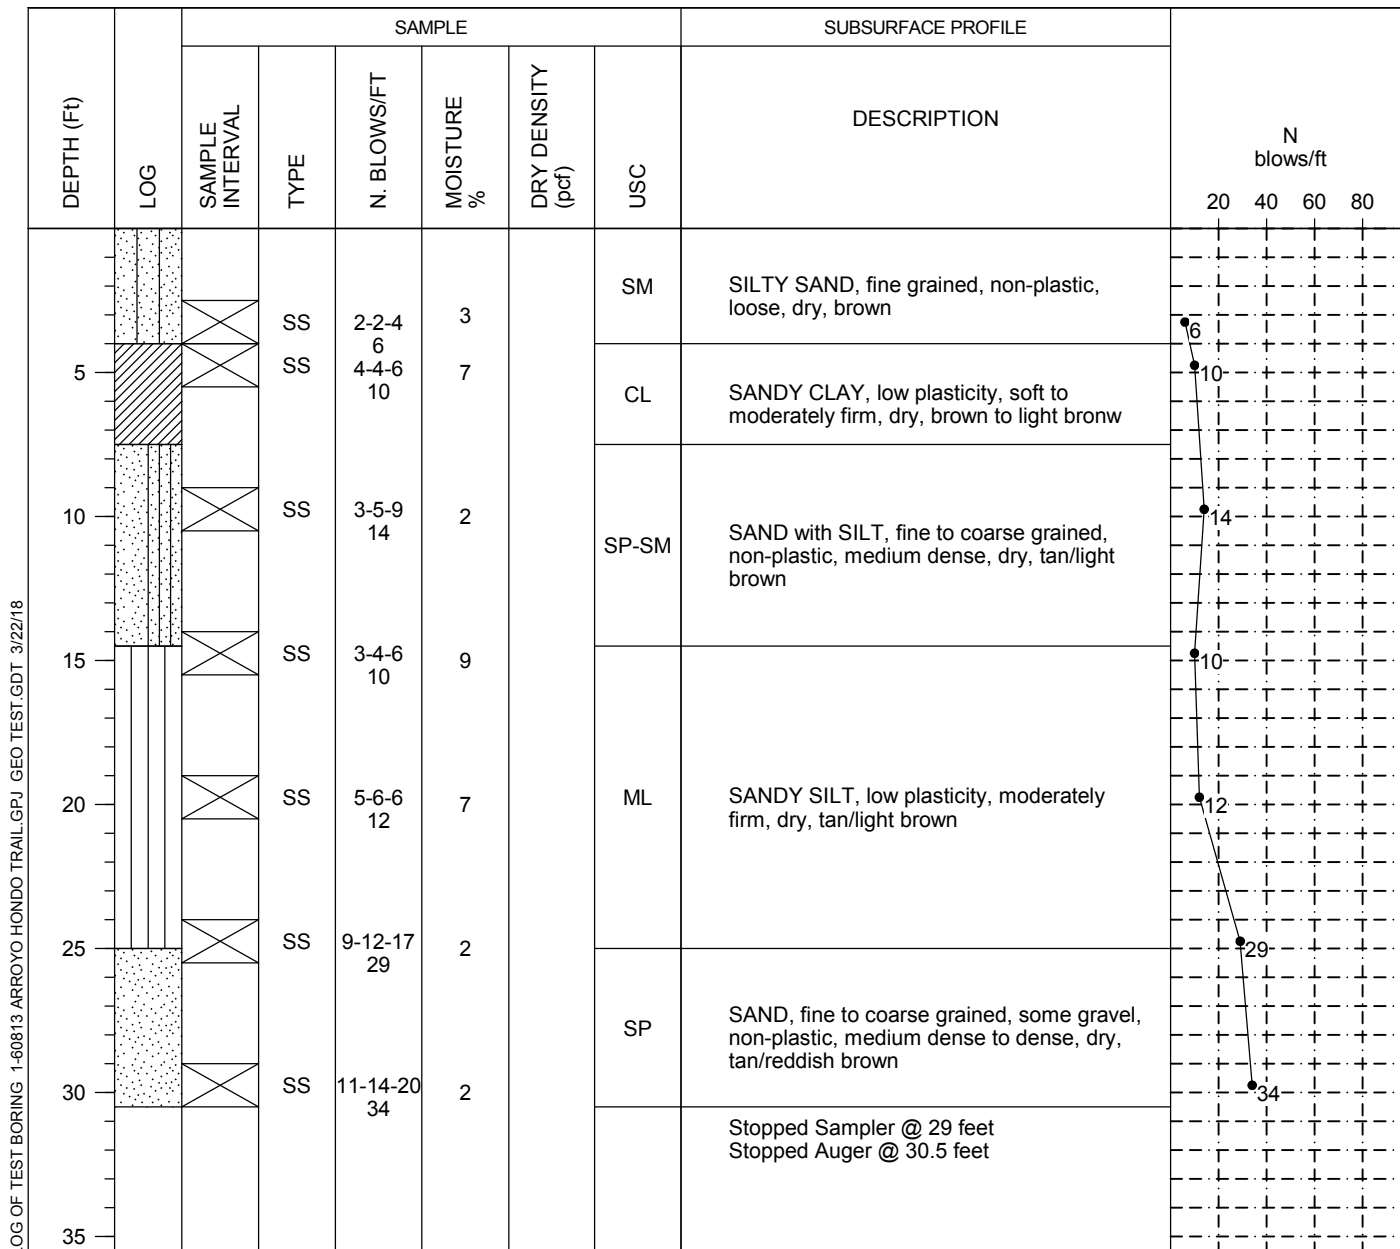 SAMPLE
SUBSURFACE PROFILE
DEPTH (Ft)
LOG
SAMPLE
INTERVAL
TYPE
N. BLOWS/FT
MOISTURE
%
DRY DENSITY
(pcf)
USC
DESCRIPTION
N
blows/ft
20 40 60 80
SM
SILTY SAND, fine grained, non-plastic,
loose, dry, brown
SS 2-2-4 3
6
6
5
SS 4-4-6 7
10
10
CL
SANDY CLAY, low plasticity, soft to
moderately firm, dry, brown to light bronw
10
SS 3-5-9 2
14
14
SP-SM
SAND with SILT, fine to coarse grained,
non-plastic, medium dense, dry, tan/light
brown
15
SS 3-4-6 9
10
10
20
SS 5-6-6 7
12
12
ML
SANDY SILT, low plasticity, moderately
firm, dry, tan/light brown
25
SS 9-12-17 2
29
29
SP
SAND, fine to coarse grained, some gravel,
non-plastic, medium dense to dense, dry,
tan/reddish brown
30
SS 11-14-20 2
34
34
Stopped Sampler @ 29 feet
Stopped Auger @ 30.5 feet
35
OF TEST BORING 1-60813 ARROYO HONDO TRAIL.GPJ GEO TEST.GDT 3/22/18